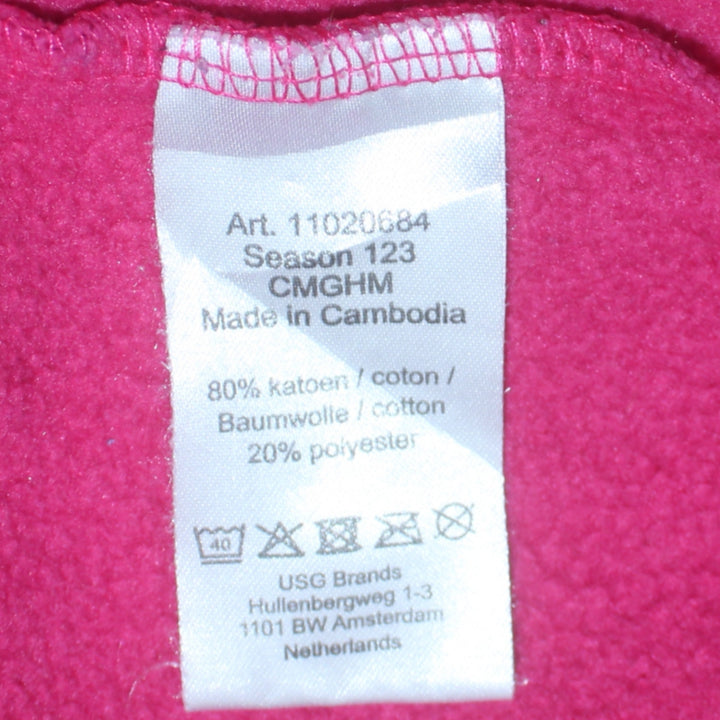 Art. 11020684
Season 123
CMGHM
Made in Cambodia
80% katoen / coton /
Baumwolle / cotton
20% polyester
40
USG Brands
Hullenbergweg 1-3
1101 BW Amsterdam
Netherlands